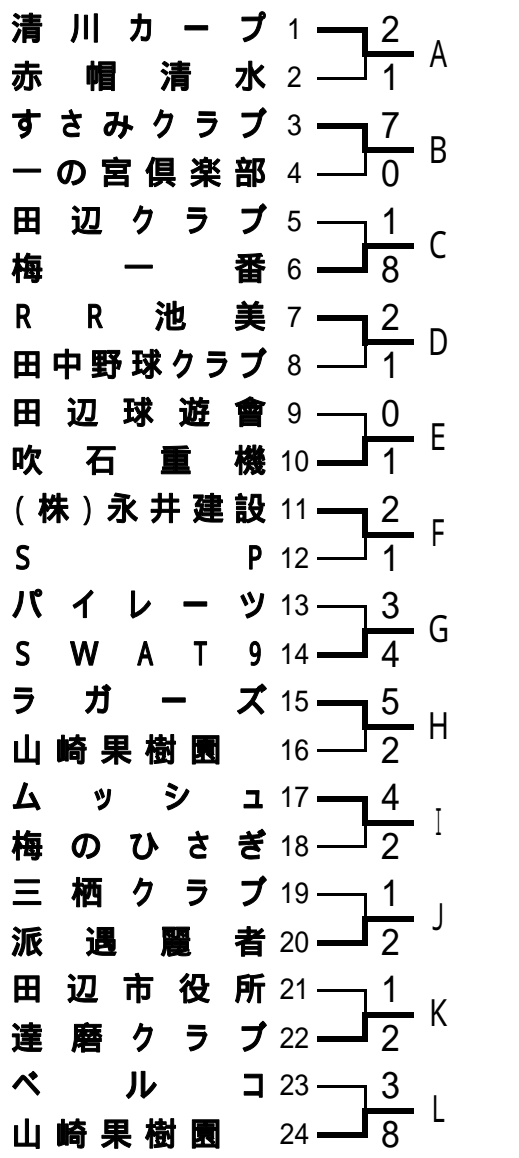 清川カープ 1 2
A
赤帽清水 2 1
すさみクラブ 3 7
B
一の宮倶楽部 4 0
田辺クラブ 5 1
C
梅一番 6 8
RR池美 7 2
D
田中野球クラブ 8 1
田辺球遊會 9 0
E
吹石重機 10 1
(株)永井建設 11 2
F
SP 12 1
パイレーツ 13 3
G
SWAT9 14 4
ラガーズ 15 5
H
山崎果樹園 16 2
ムッシュ 17 4
I
梅のひさぎ 18 2
三栖クラブ 19 1
J
派遇麗者 20 2
田辺市役所 21 1
K
達磨クラブ 22 2
ベルコ 23 3
L
山崎果樹園 24 8